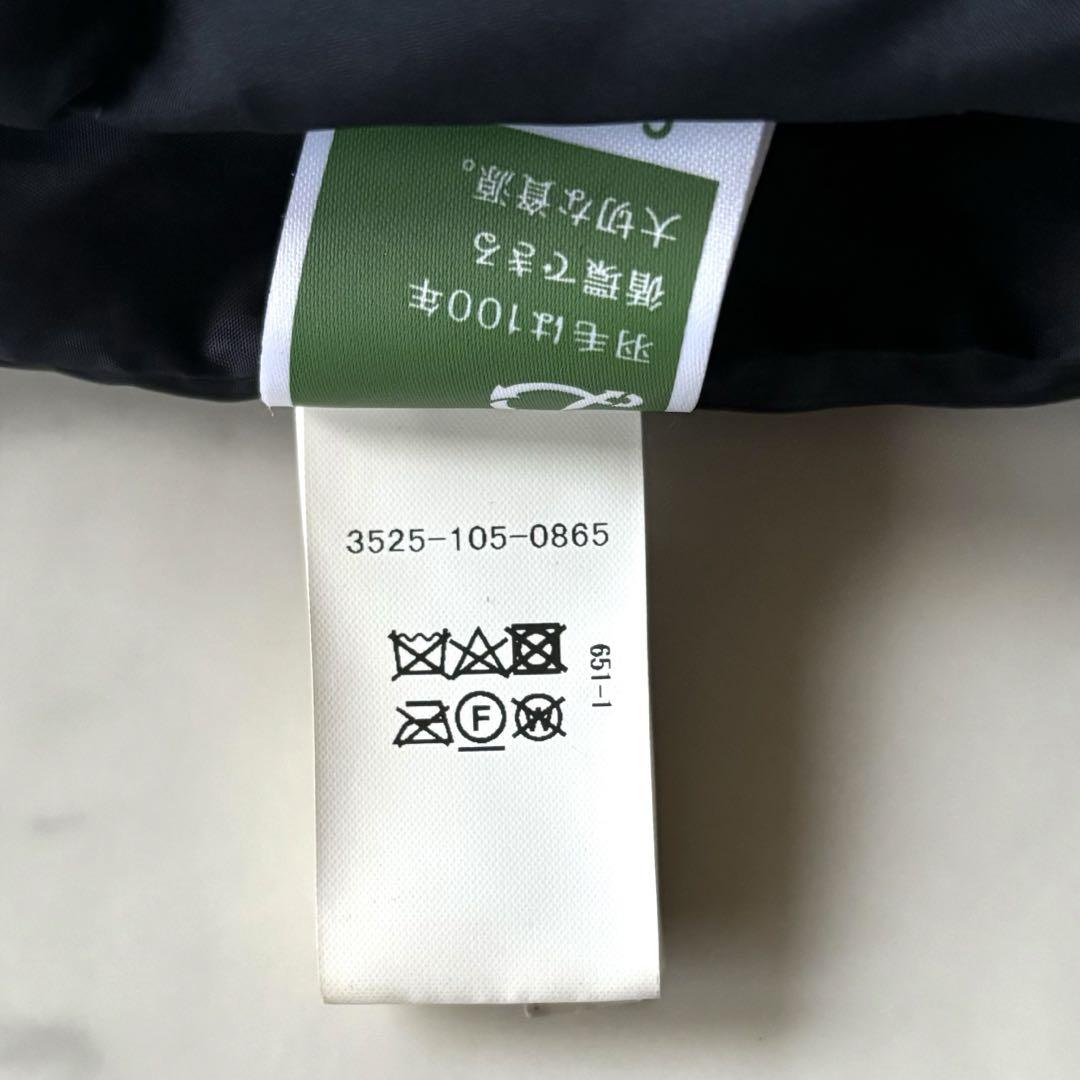 羽毛は100年
循環できる
大切な資源。
3525-105-0865
651-1
F
W